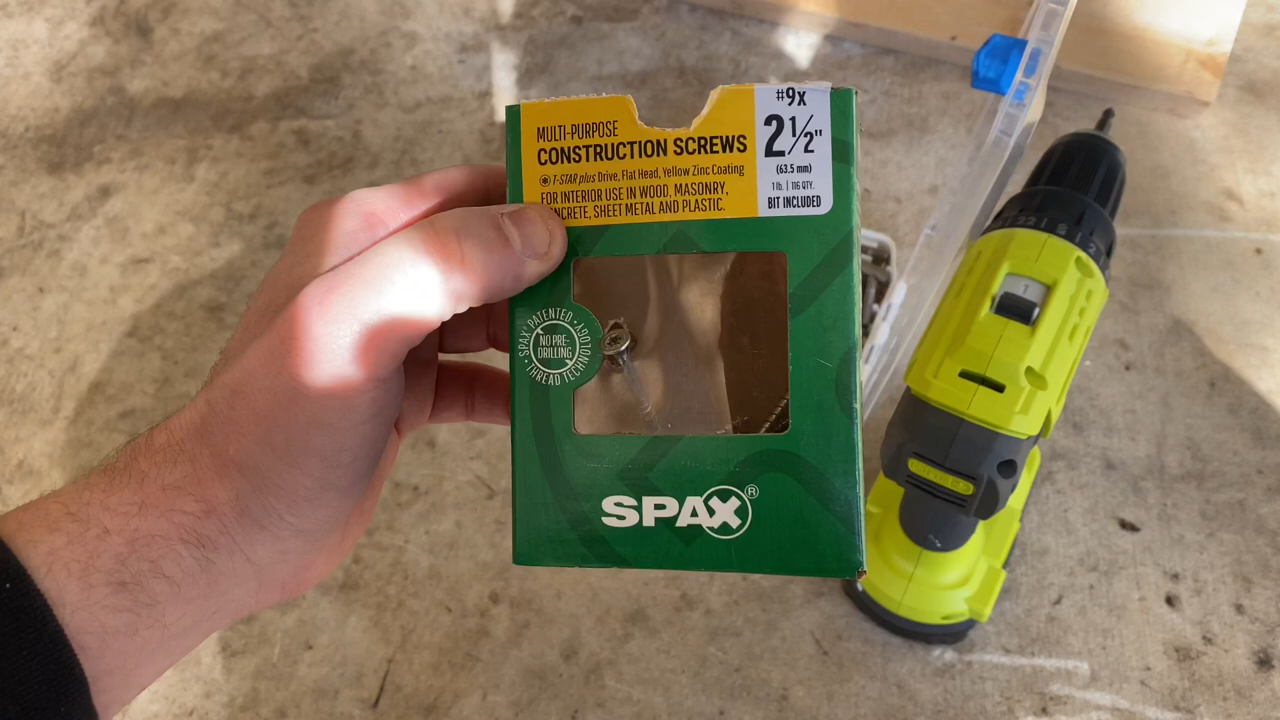 MULTI-PURPOSE
CONSTRUCTION SCREWS
T-STAR plus Drive, Flat Head, Yellow Zinc Coating
FOR INTERIOR USE IN WOOD, MASONRY,
SHEET METAL AND PLASTIC.
#9x
2½"
(63.5 mm)
1 lb. | 116 QTY.
BIT INCLUDED
SPAX® PATENTED
NO PRE-
DRILLING
THREAD TECHNOLOGY
SPAX®
1